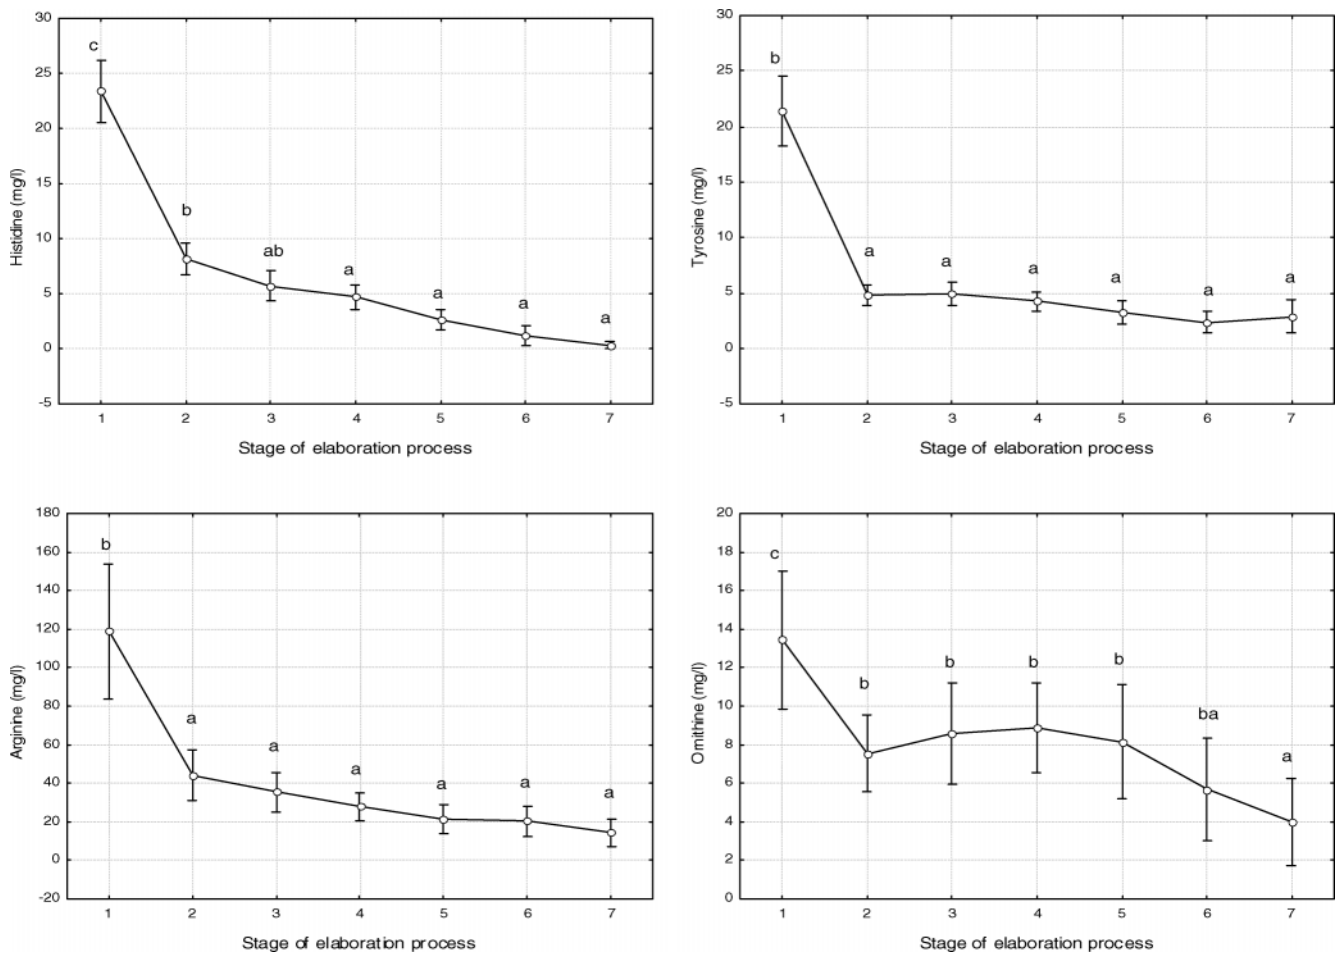 30
25
20
15
10
5
0
-5
Histidine (mg/l)
c
b
ab
a
a
a
a
1 2 3 4 5 6 7
Stage of elaboration process
30
25
20
15
10
5
0
-5
Tyrosine (mg/l)
b
a
a
a
a
a
a
1 2 3 4 5 6 7
Stage of elaboration process
180
160
140
120
100
80
60
40
20
0
-20
Arginine (mg/l)
b
a
a
a
a
a
a
1 2 3 4 5 6 7
Stage of elaboration process
20
18
16
14
12
10
8
6
4
2
0
Ornithine (mg/l)
c
b
b
b
b
ba
a
1 2 3 4 5 6 7
Stage of elaboration process